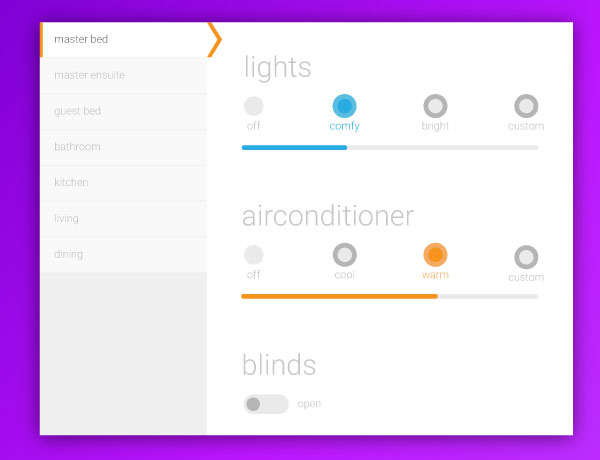 master bed
master ensuite
guest bed
bathroom
kitchen
living
dining
lights
off comfy bright custom
airconditioner
off cool warm custom
blinds
open